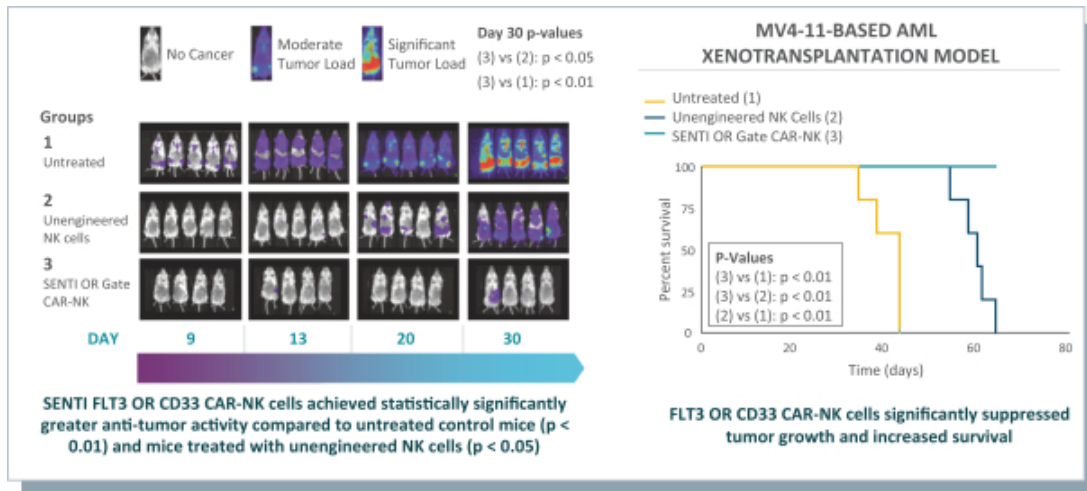 No Cancer
Moderate
Tumor Load
Significant
Tumor Load
Day 30 p-values
(3) vs (2): p < 0.05
(3) vs (1): p < 0.01
Groups
1
Untreated
2
Unengineered
NK cells
3
SENTI OR Gate
CAR-NK
DAY
9
13
20
30
SENTI FLT3 OR CD33 CAR-NK cells achieved statistically significantly
greater anti-tumor activity compared to untreated control mice (p <
0.01) and mice treated with unengineered NK cells (p < 0.05)
MV4-11-BASED AML
XENOTRANSPLANTATION MODEL
Untreated (1)
Unengineered NK Cells (2)
SENTI OR Gate CAR-NK (3)
Percent survival
100
75
50
25
0
P-Values
(3) vs (1): p < 0.01
(3) vs (2): p < 0.01
(2) vs (1): p < 0.01
0
20
40
60
80
Time (days)
FLT3 OR CD33 CAR-NK cells significantly suppressed
tumor growth and increased survival